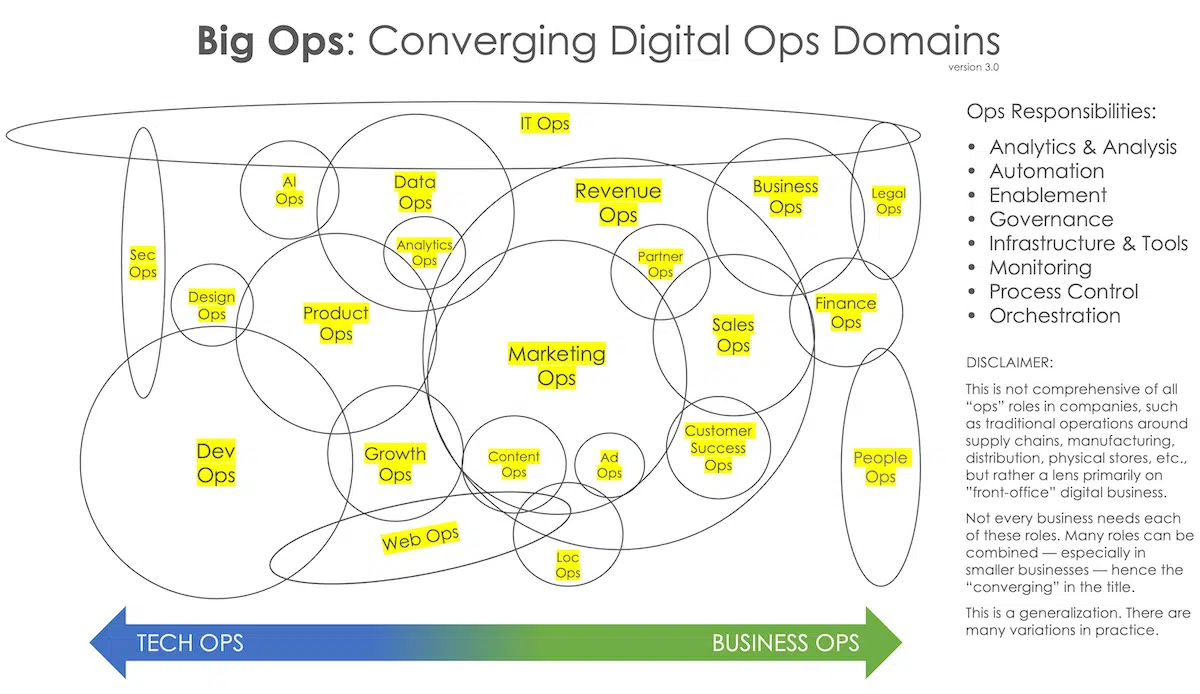 Big Ops: Converging Digital Ops Domains
version 3.0
IT Ops
AI
Ops
Data
Ops
Revenue
Ops
Business
Ops
Legal
Ops
Sec
Ops
Analytics
Ops
Partner
Ops
Design
Ops
Product
Ops
Finance
Ops
Sales
Ops
Marketing
Ops
Dev
Ops
Growth
Ops
Content
Ops
Ad
Ops
Customer
Success
Ops
People
Ops
Web Ops
Loc
Ops
TECH OPS
BUSINESS OPS
Ops Responsibilities:
• Analytics & Analysis
• Automation
• Enablement
• Governance
• Infrastructure & Tools
• Monitoring
• Process Control
• Orchestration
DISCLAIMER:
This is not comprehensive of all
“ops” roles in companies, such
as traditional operations around
supply chains, manufacturing,
distribution, physical stores, etc.,
but rather a lens primarily on
”front-office” digital business.
Not every business needs each
of these roles. Many roles can be
combined — especially in
smaller businesses — hence the
“converging” in the title.
This is a generalization. There are
many variations in practice.